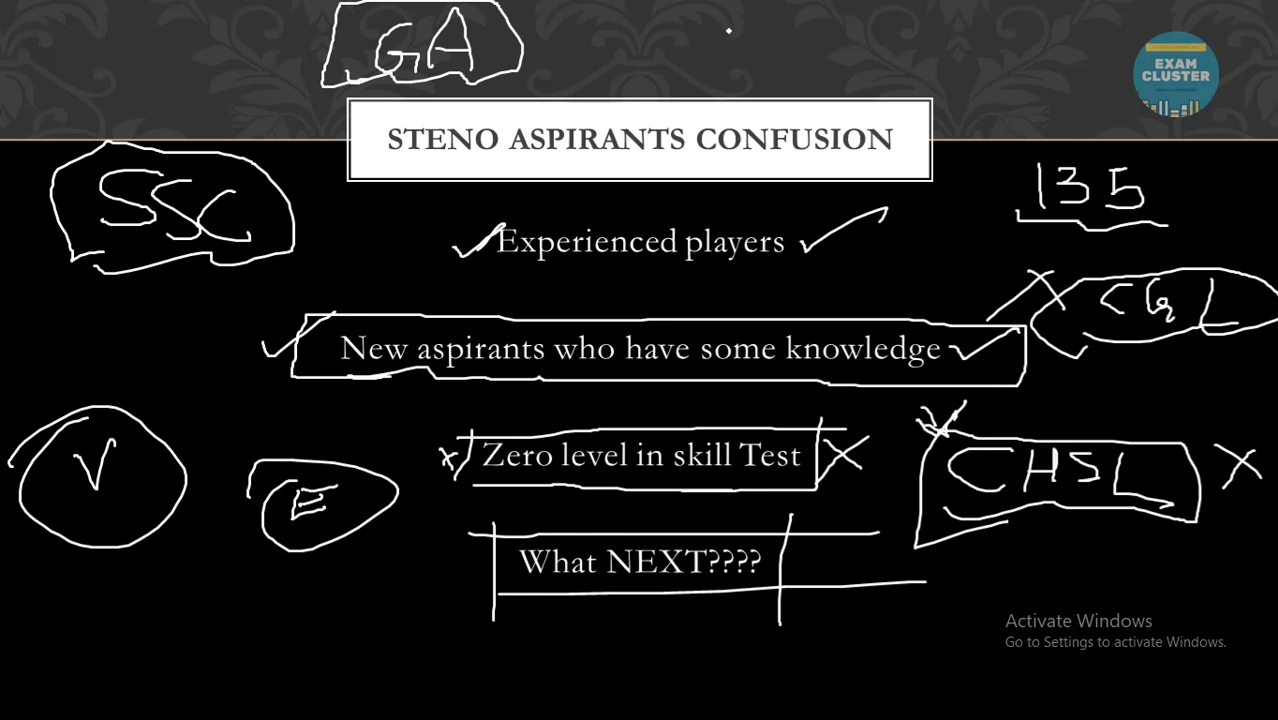 GA
EXAM
CLUSTER
STENO ASPIRANTS CONFUSION
SSC
135
Experienced players
CGL
New aspirants who have some knowledge
V
E
Zero level in skill Test
CHSL
What NEXT????
Activate Windows
Go to Settings to activate Windows.